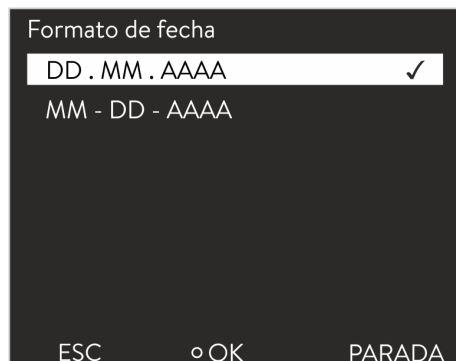 Formato de fecha
DD . MM . AAAA ✓
MM - DD - AAAA
ESC ○ OK PARADA